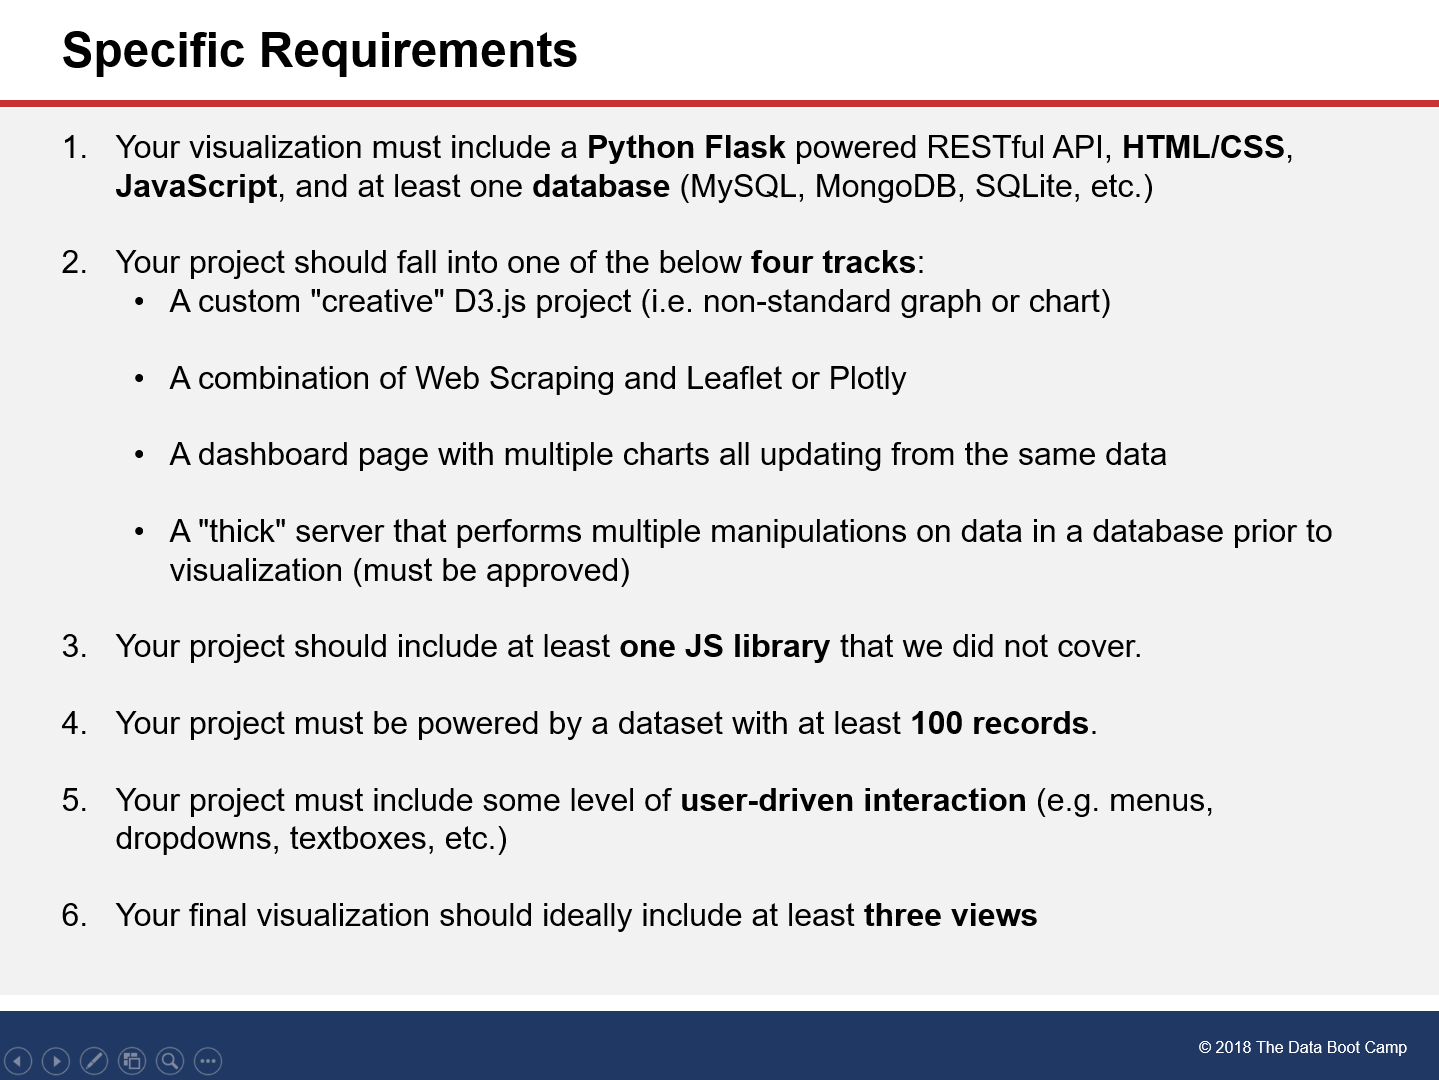 Specific Requirements
1. Your visualization must include a Python Flask powered RESTful API, HTML/CSS,
JavaScript, and at least one database (MySQL, MongoDB, SQLite, etc.)
2. Your project should fall into one of the below four tracks:
• A custom "creative" D3.js project (i.e. non-standard graph or chart)
• A combination of Web Scraping and Leaflet or Plotly
• A dashboard page with multiple charts all updating from the same data
• A "thick" server that performs multiple manipulations on data in a database prior to
visualization (must be approved)
3. Your project should include at least one JS library that we did not cover.
4. Your project must be powered by a dataset with at least 100 records.
5. Your project must include some level of user-driven interaction (e.g. menus,
dropdowns, textboxes, etc.)
6. Your final visualization should ideally include at least three views
© 2018 The Data Boot Camp